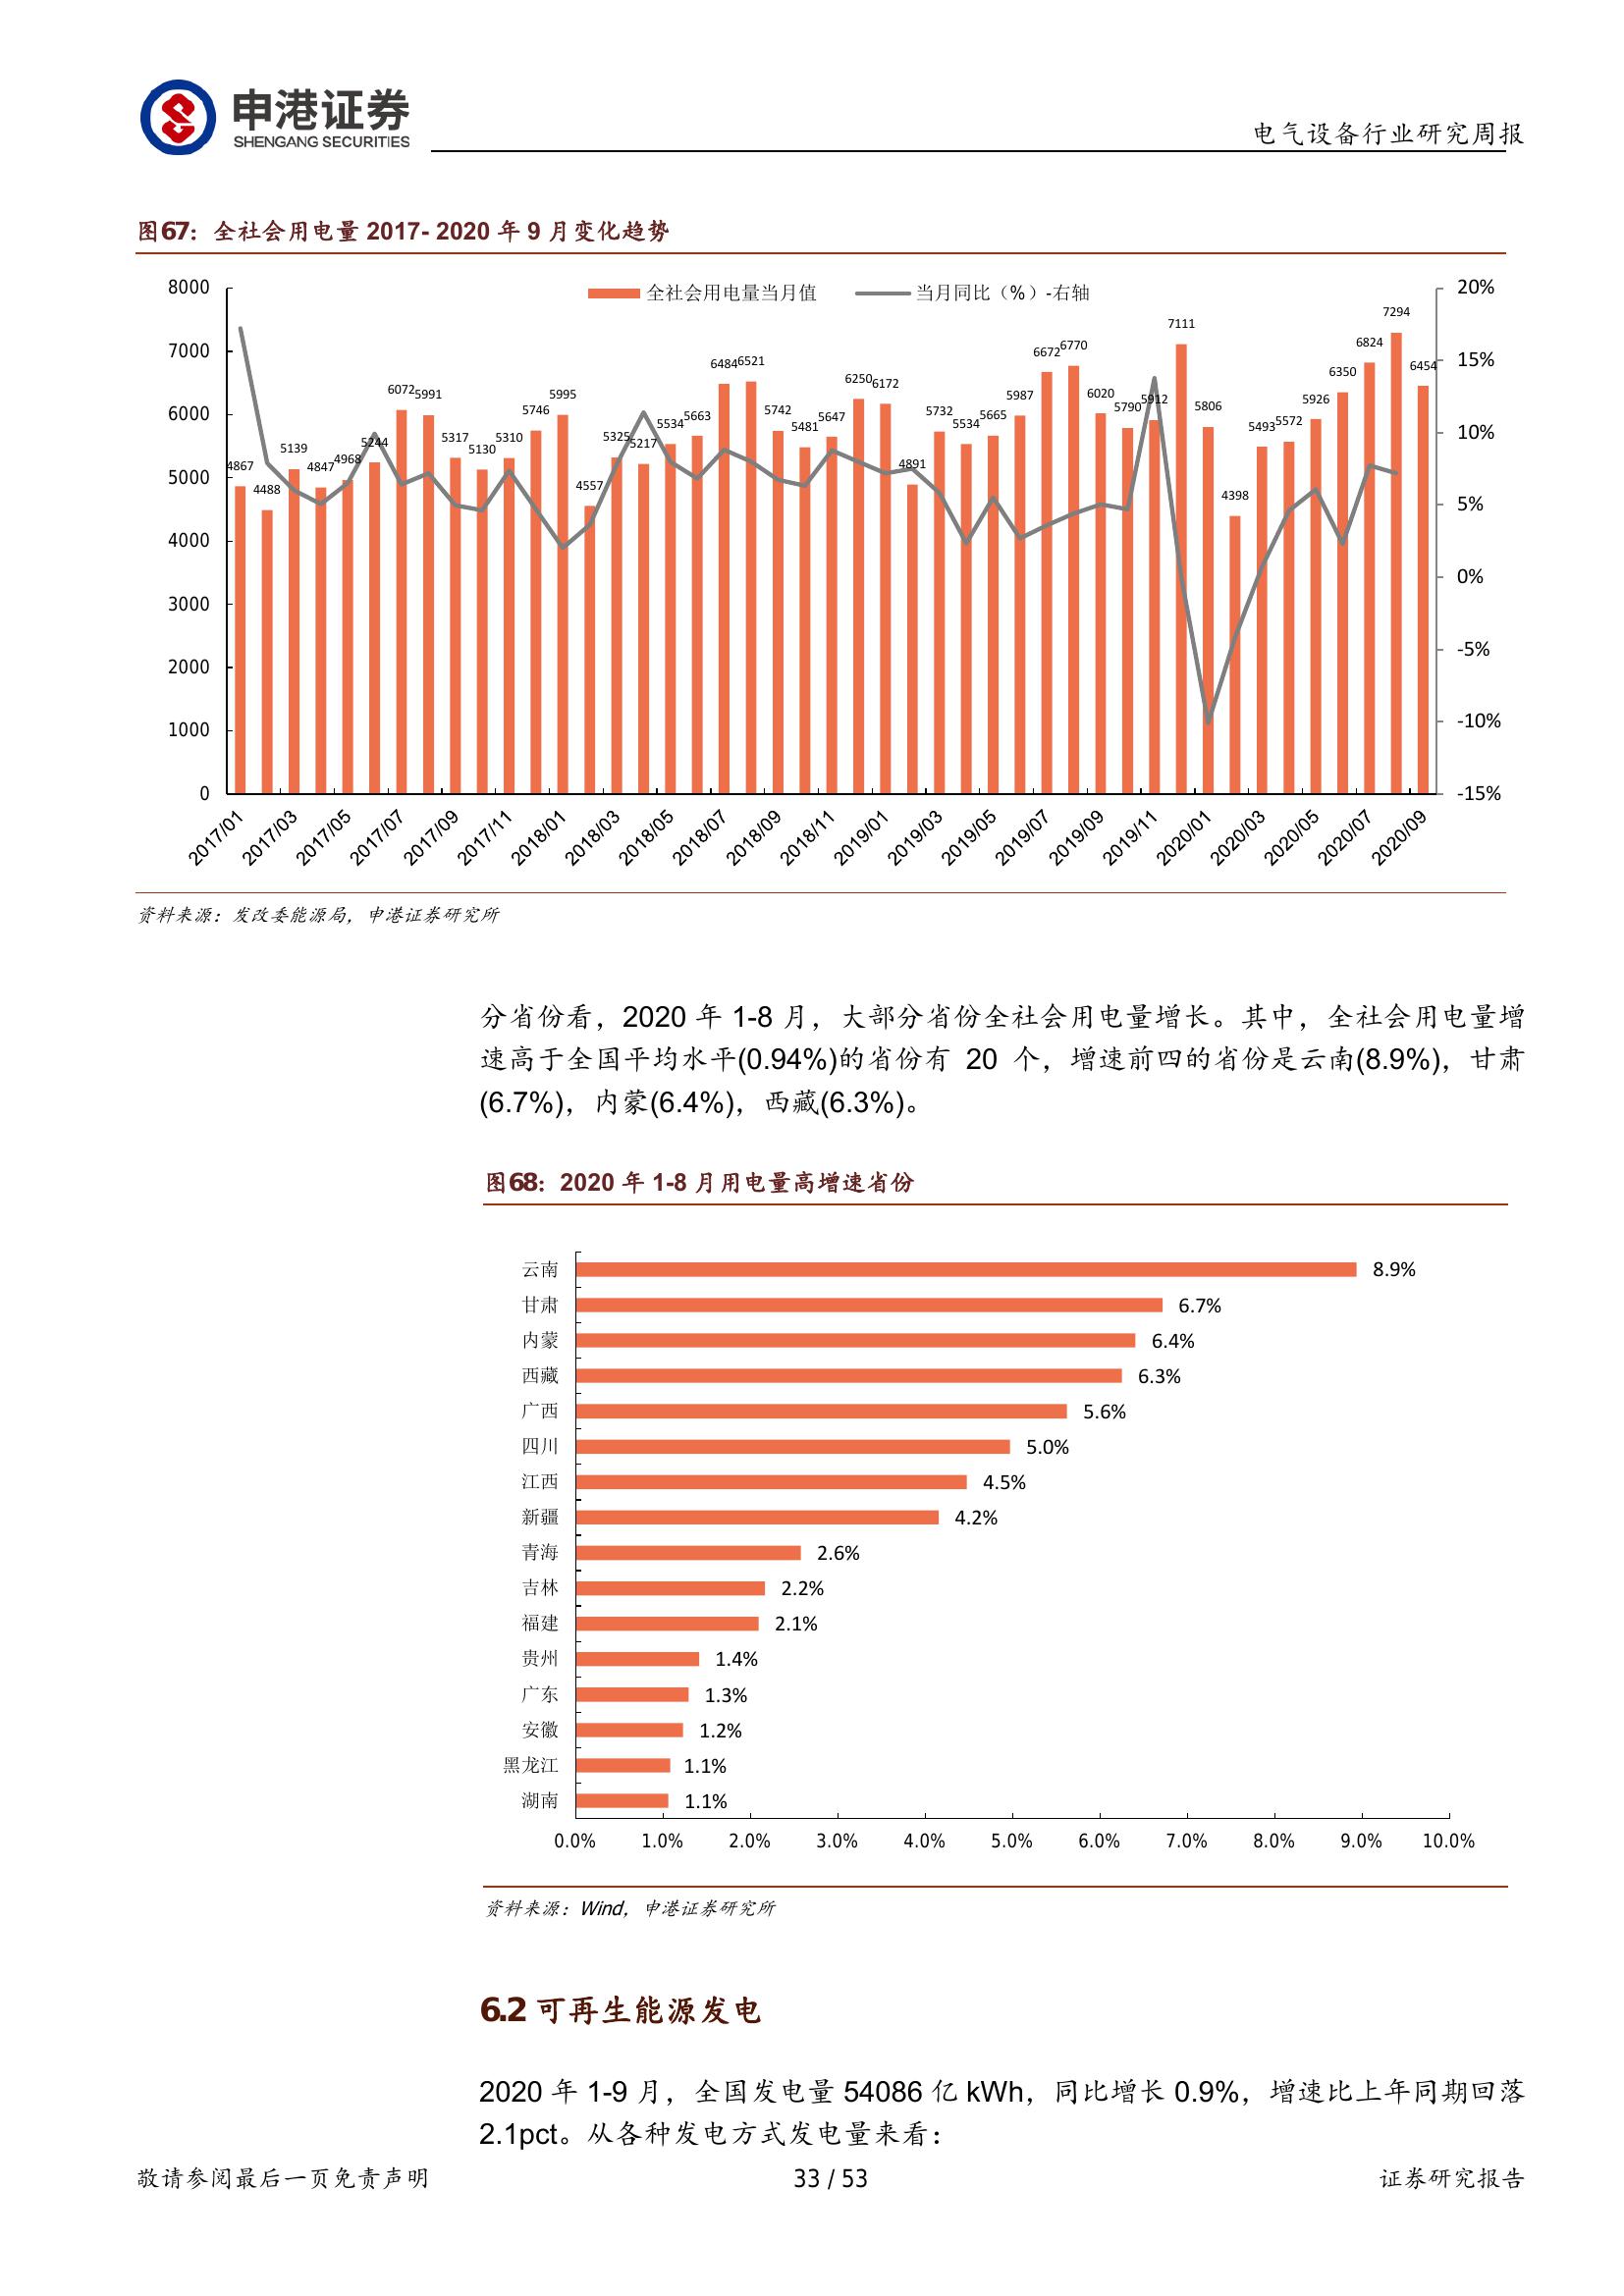 申港证券
SHENGANG SECURITIES
电气设备行业研究周报
图67：全社会用电量 2017- 2020 年 9 月变化趋势
全社会用电量当月值
当月同比（%）-右轴
8000
7000
6000
5000
4000
3000
2000
1000
0
20%
15%
10%
5%
0%
-5%
-10%
-15%
4867
4488
5139
4847
4968
5244
6072
5991
5317
5130
5310
5746
5995
4557
5325
5217
5534
5663
6484
6521
5742
5481
5647
6250
6172
4891
5732
5534
5665
5987
6672
6770
6020
5790
5912
7111
5806
4398
5493
5572
5926
6350
6824
7294
6454
2017/01
2017/03
2017/05
2017/07
2017/09
2017/11
2018/01
2018/03
2018/05
2018/07
2018/09
2018/11
2019/01
2019/03
2019/05
2019/07
2019/09
2019/11
2020/01
2020/03
2020/05
2020/07
2020/09
资料来源：发改委能源局，申港证券研究所
分省份看，2020 年 1-8 月，大部分省份全社会用电量增长。其中，全社会用电量增
速高于全国平均水平(0.94%)的省份有 20 个，增速前四的省份是云南(8.9%)，甘肃
(6.7%)，内蒙(6.4%)，西藏(6.3%)。
图68：2020 年 1-8 月用电量高增速省份
云南 8.9%
甘肃 6.7%
内蒙 6.4%
西藏 6.3%
广西 5.6%
四川 5.0%
江西 4.5%
新疆 4.2%
青海 2.6%
吉林 2.2%
福建 2.1%
贵州 1.4%
广东 1.3%
安徽 1.2%
黑龙江 1.1%
湖南 1.1%
0.0% 1.0% 2.0% 3.0% 4.0% 5.0% 6.0% 7.0% 8.0% 9.0% 10.0%
资料来源：Wind，申港证券研究所
6.2 可再生能源发电
2020 年 1-9 月，全国发电量 54086 亿 kWh，同比增长 0.9%，增速比上年同期回落
2.1pct。从各种发电方式发电量来看：
敬请参阅最后一页免责声明
33 / 53
证券研究报告